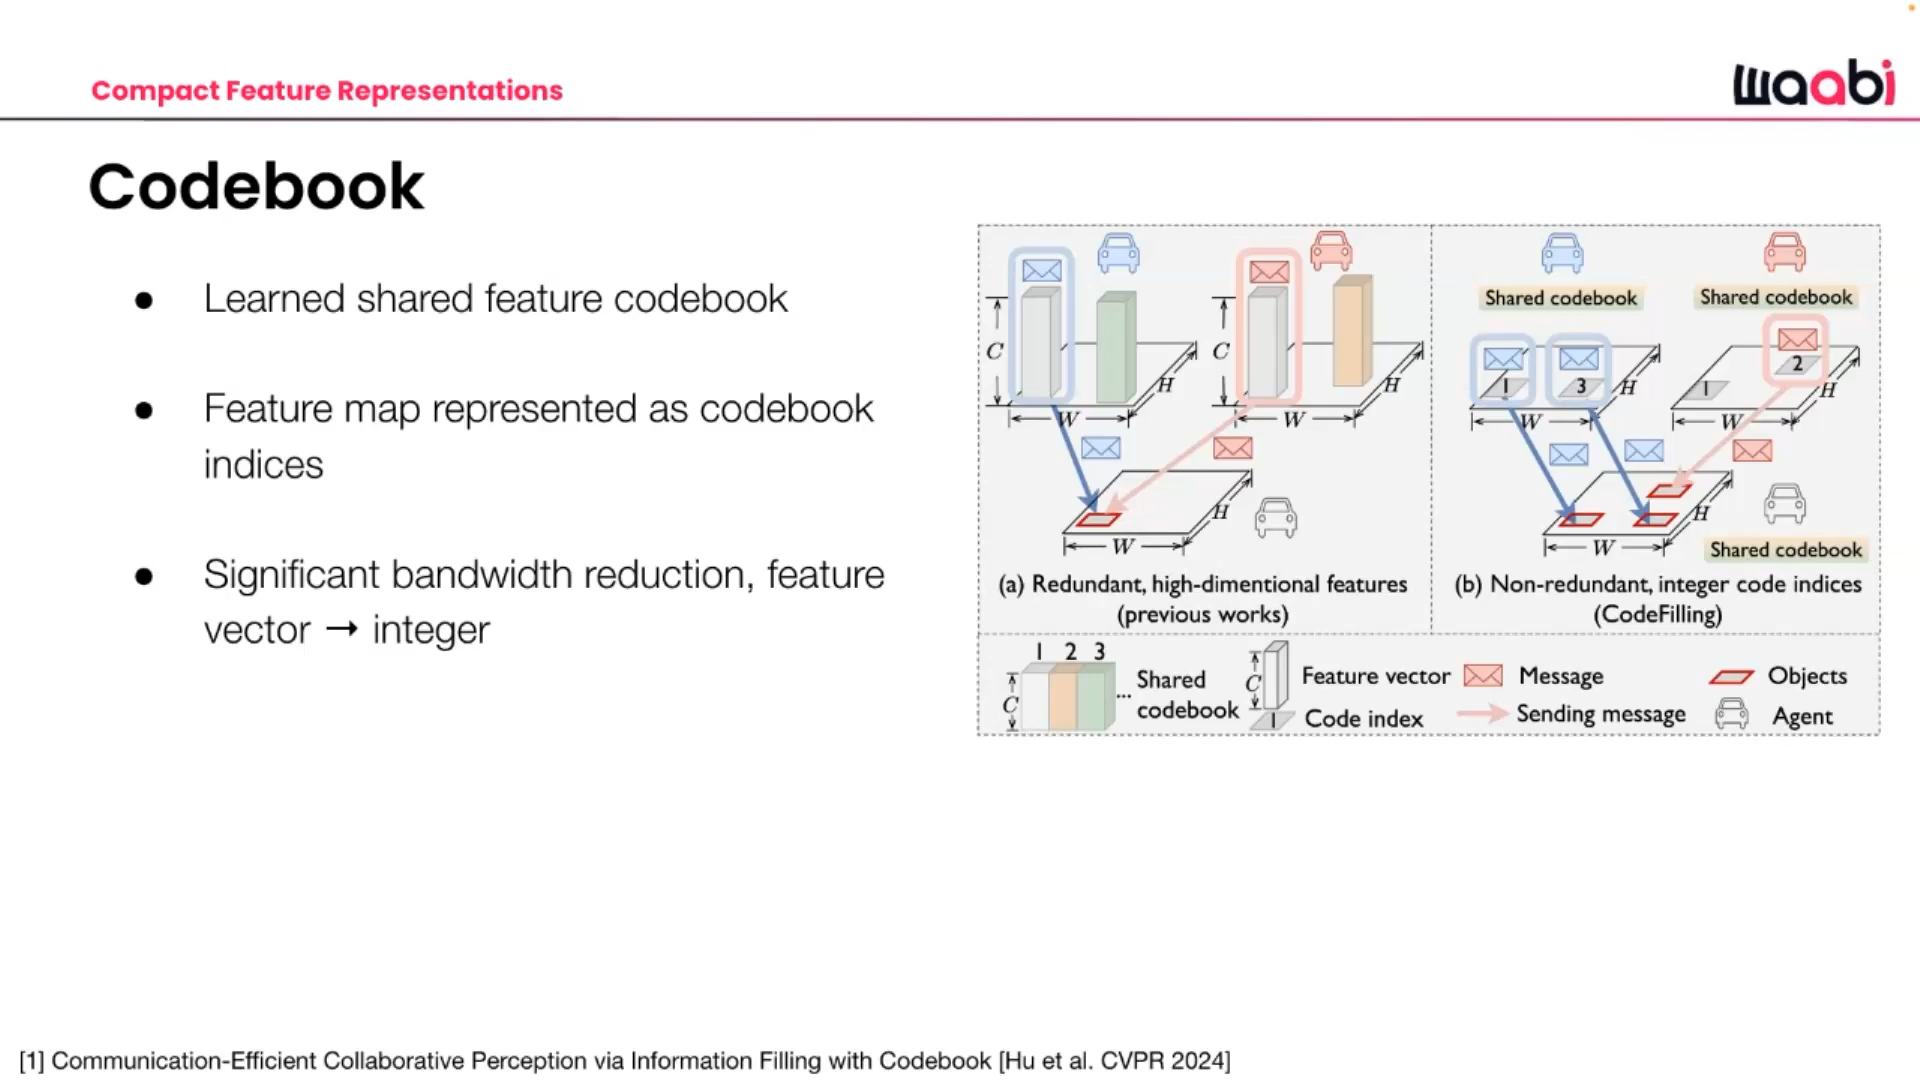 Compact Feature Representations
waabi
Codebook
● Learned shared feature codebook
● Feature map represented as codebook
indices
● Significant bandwidth reduction, feature
vector → integer
C
W
H
C
W
H
W
H
(a) Redundant, high-dimentional features
(previous works)
Shared codebook
Shared codebook
1
3
H
W
1
2
H
W
W
H
Shared codebook
(b) Non-redundant, integer code indices
(CodeFilling)
1 2 3
C
...
Shared
codebook
C
Feature vector
1
Code index
Message
Sending message
Objects
Agent
[1] Communication-Efficient Collaborative Perception via Information Filling with Codebook [Hu et al. CVPR 2024]